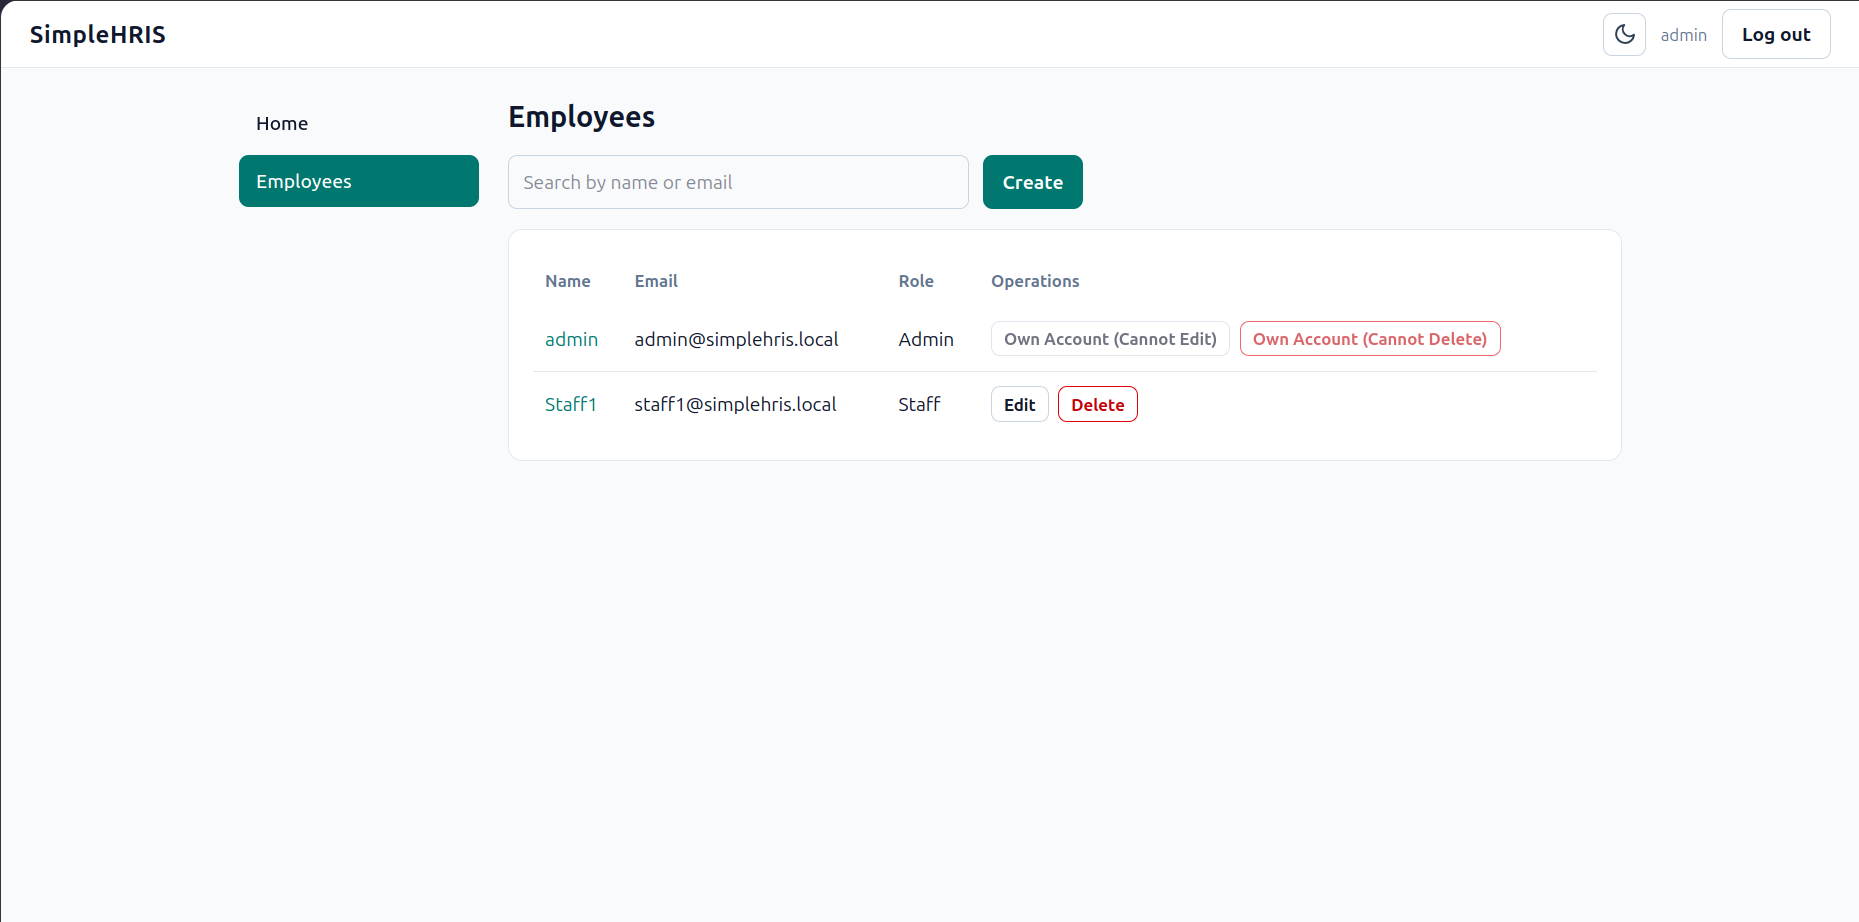 SimpleHRIS
admin
Log out
Home
Employees
Employees
Search by name or email
Create
Name Email Role Operations
admin admin@simplehris.local Admin Own Account (Cannot Edit) Own Account (Cannot Delete)
Staff1 staff1@simplehris.local Staff Edit Delete